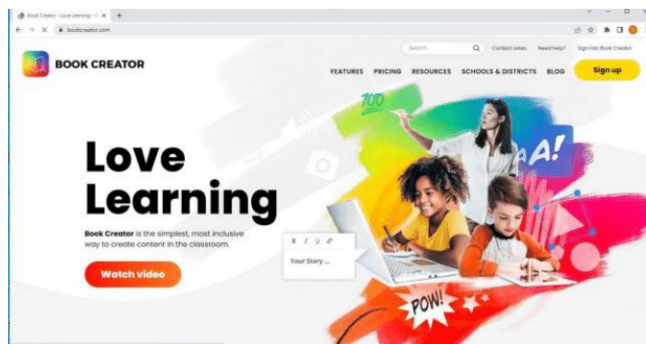 Book Creator - Love Learning -
bookcreator.com
Search
Contact sales
Need help?
Sign into Book Creator
BOOK CREATOR
FEATURES PRICING RESOURCES SCHOOLS & DISTRICTS BLOG
Sign up
100
AA!
Love
Learning
Book Creator is the simplest, most inclusive
way to create content in the classroom.
B I U
Your Story ...
Watch video
POW!